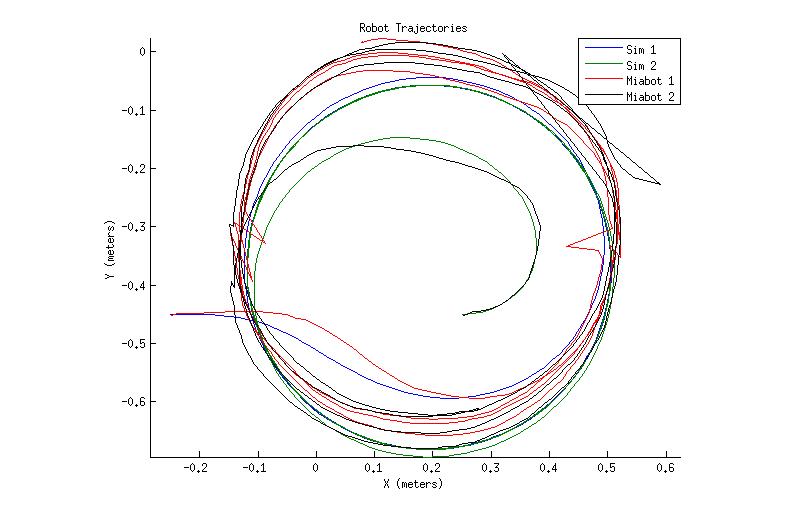 Robot Trajectories
Sim 1
Sim 2
Miabot 1
Miabot 2
0
-0.1
-0.2
-0.3
-0.4
-0.5
-0.6
Y (meters)
-0.2
-0.1
0
0.1
0.2
0.3
0.4
0.5
0.6
X (meters)